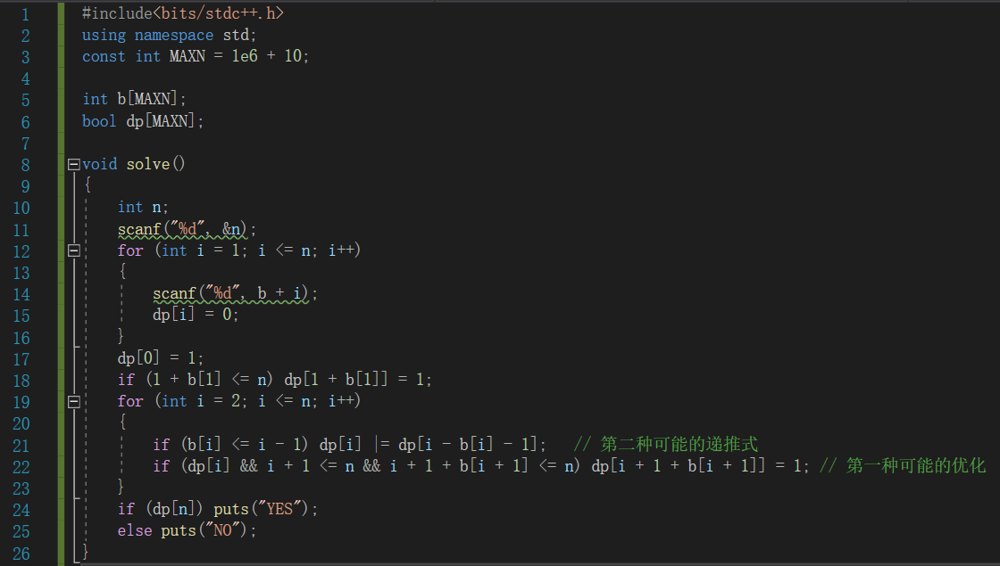 1 #include<bits/stdc++.h>
2 using namespace std;
3 const int MAXN = 1e6 + 10;
4
5 int b[MAXN];
6 bool dp[MAXN];
7
8 void solve()
9 {
10     int n;
11     scanf("%d", &n);
12     for (int i = 1; i <= n; i++)
13     {
14         scanf("%d", b + i);
15         dp[i] = 0;
16     }
17     dp[0] = 1;
18     if (1 + b[1] <= n) dp[1 + b[1]] = 1;
19     for (int i = 2; i <= n; i++)
20     {
21         if (b[i] <= i - 1) dp[i] |= dp[i - b[i] - 1];   // 第二种可能的递推式
22         if (dp[i] && i + 1 <= n && i + 1 + b[i + 1] <= n) dp[i + 1 + b[i + 1]] = 1; // 第一种可能的优化
23     }
24     if (dp[n]) puts("YES");
25     else puts("NO");
26 }